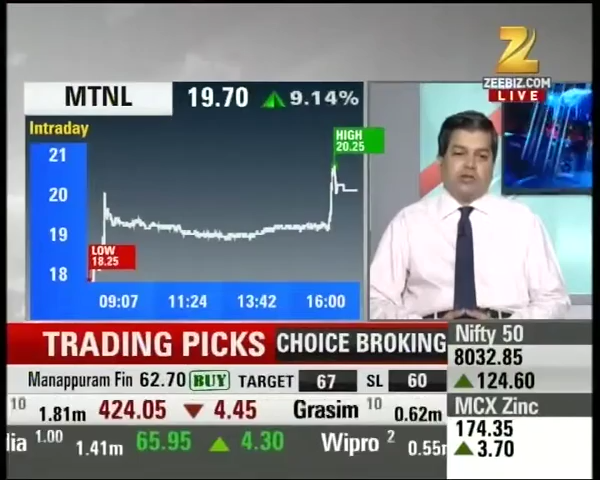 Z
ZEEBIZ.COM
LIVE
MTNL 19.70 9.14%
Intraday
21
20
19
18
HIGH
20.25
LOW
18.25
09:07 11:24 13:42 16:00
TRADING PICKS CHOICE BROKING
Nifty 50
8032.85
124.60
Manappuram Fin 62.70 BUY TARGET 67 SL 60
MCX Zinc
174.35
3.70
10 1.81m 424.05 4.45 Grasim 10 0.62m
dia 1.00 1.41m 65.95 4.30 Wipro 2 0.55m